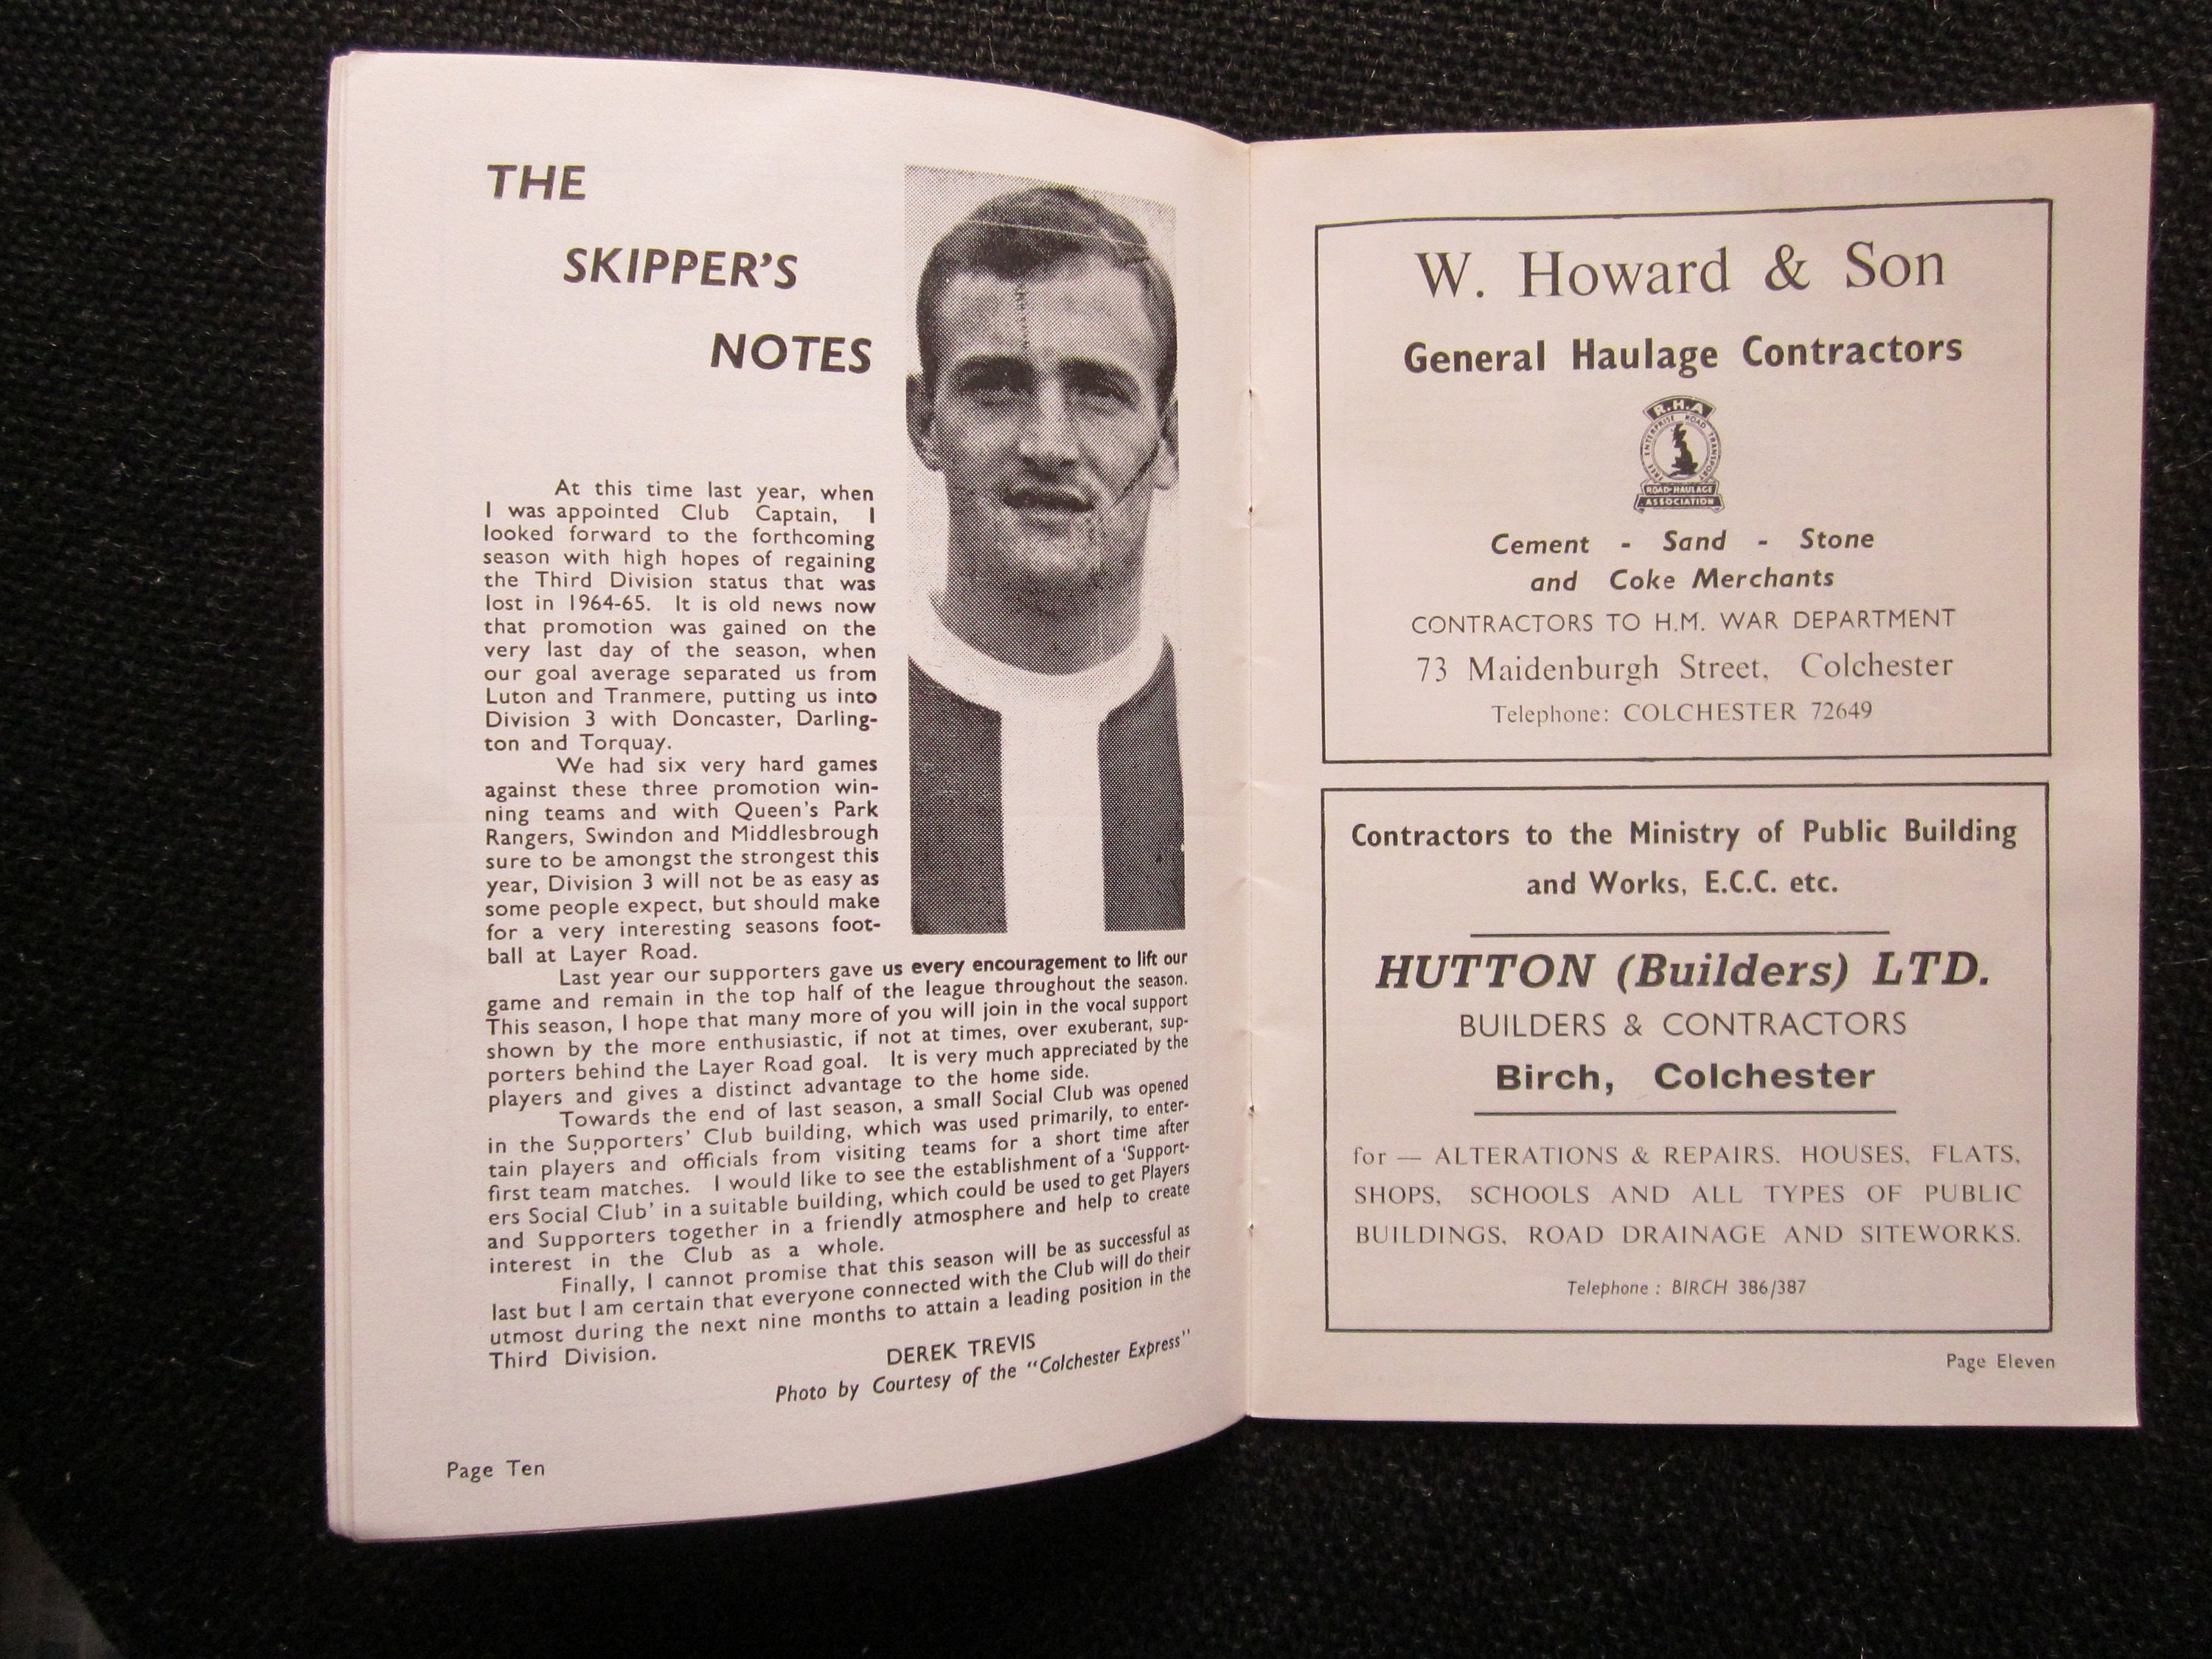 THE
SKIPPER'S
NOTES
At this time last year, when
I was appointed Club Captain, I
looked forward to the forthcoming
season with high hopes of regaining
the Third Division status that was
lost in 1964-65. It is old news now
that promotion was gained on the
very last day of the season, when
our goal average separated us from
Luton and Tranmere, putting us into
Division 3 with Doncaster, Darling-
ton and Torquay.
We had six very hard games
against these three promotion win-
ning teams and with Queen's Park
Rangers, Swindon and Middlesbrough
sure to be amongst the strongest this
year, Division 3 will not be as easy as
some people expect, but should make
for a very interesting seasons foot-
ball at Layer Road.
Last year our supporters gave us every encouragement to lift our
game and remain in the top half of the league throughout the season.
This season, I hope that many more of you will join in the vocal support
shown by the more enthusiastic, if not at times, over exuberant, sup-
porters behind the Layer Road goal. It is very much appreciated by the
players and gives a distinct advantage to the home side.
Towards the end of last season, a small Social Club was opened
in the Supporters' Club building, which was used primarily, to enter-
tain players and officials from visiting teams for a short time after
first team matches. I would like to see the establishment of a 'Support-
ers Social Club' in a suitable building, which could be used to get Players
and Supporters together in a friendly atmosphere and help to create
interest in the Club as a whole.
Finally, I cannot promise that this season will be as successful as
last but I am certain that everyone connected with the Club will do their
utmost during the next nine months to attain a leading position in the
Third Division.
DEREK TREVIS
Photo by Courtesy of the "Colchester Express"
Page Ten
W. Howard & Son
General Haulage Contractors
R.H.A
FREE ENTERPRISE ROAD TRANSPORT
ROAD HAULAGE
ASSOCIATION
Cement - Sand - Stone
and Coke Merchants
CONTRACTORS TO H.M. WAR DEPARTMENT
73 Maidenburgh Street, Colchester
Telephone: COLCHESTER 72649
Contractors to the Ministry of Public Building
and Works, E.C.C. etc.
HUTTON (Builders) LTD.
BUILDERS & CONTRACTORS
Birch, Colchester
for — ALTERATIONS & REPAIRS. HOUSES, FLATS,
SHOPS, SCHOOLS AND ALL TYPES OF PUBLIC
BUILDINGS, ROAD DRAINAGE AND SITEWORKS.
Telephone : BIRCH 386/387
Page Eleven